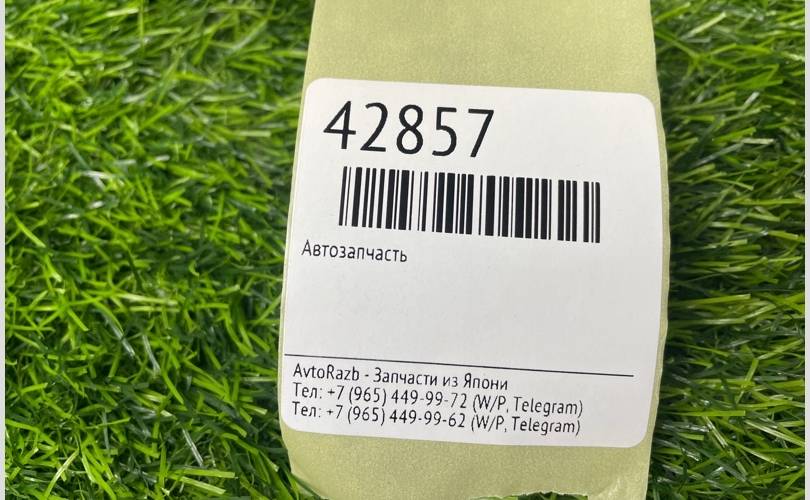 42857
Автозапчасть
AvtoRazb - Запчасти из Япони
Тел: +7 (965) 449-99-72 (W/P, Telegram)
Тел: +7 (965) 449-99-62 (W/P, Telegram)